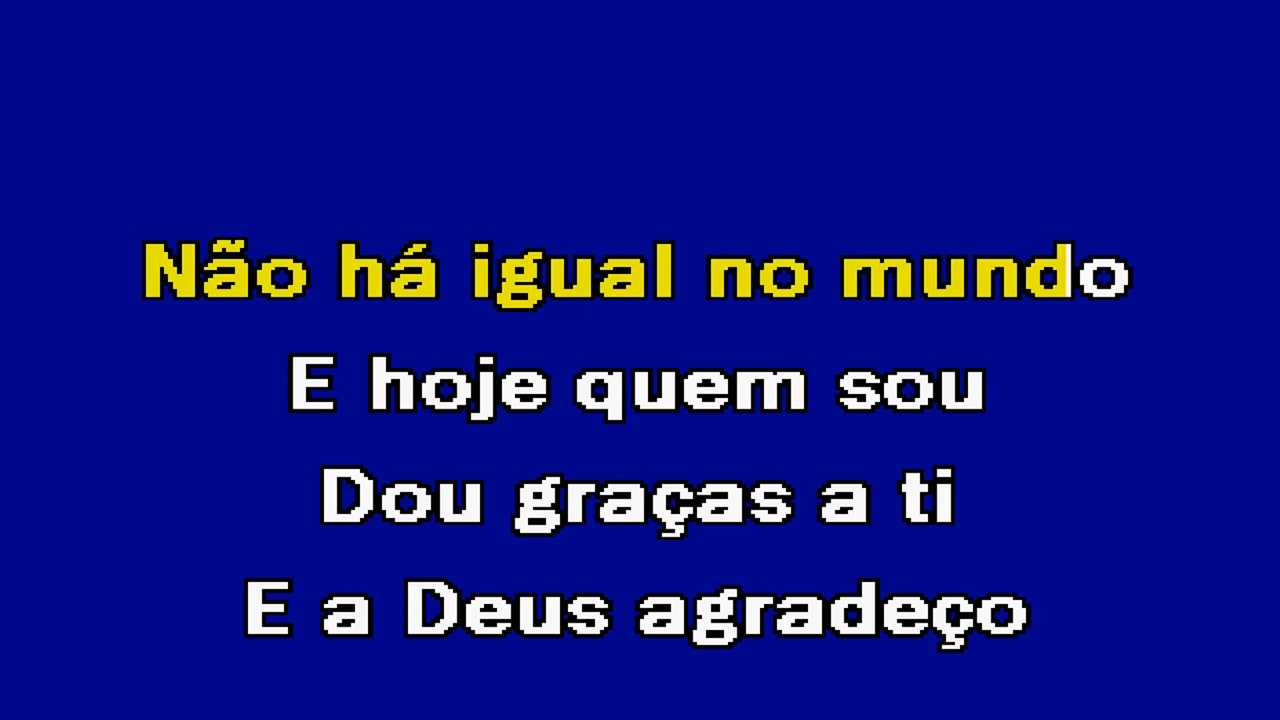 Não há igual no mundo
E hoje quem sou
Dou graças a ti
E a Deus agradeço